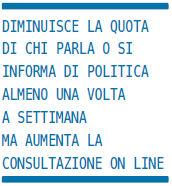 DIMINUISCE LA QUOTA
DI CHI PARLA O SI
INFORMA DI POLITICA
ALMENO UNA VOLTA
A SETTIMANA
MA AUMENTA LA
CONSULTAZIONE ON LINE